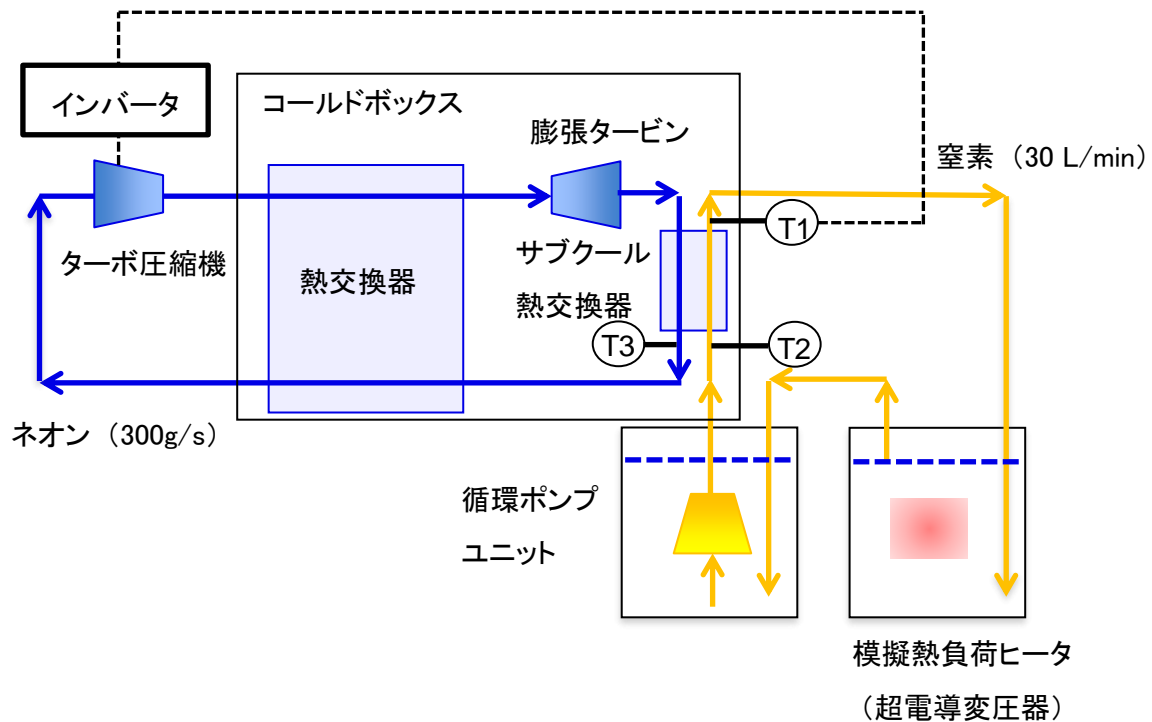 インバータ
コールドボックス
膨張タービン
窒素（30 L/min）
T1
ターボ圧縮機
熱交換器
サブクール
熱交換器
T3
T2
ネオン（300g/s）
循環ポンプ
ユニット
模擬熱負荷ヒータ
（超電導変圧器）